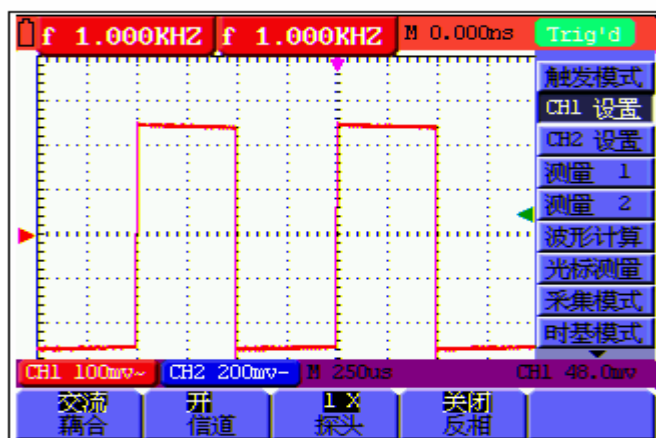 f 1.000KHZ f 1.000KHZ M 0.000ns Trig'd
触发模式
CH1 设置
CH2 设置
测量 1
测量 2
波形计算
光标测量
采集模式
时基模式
CH1 100mv~ CH2 200mv- M 250us CH1 48.0mv
交流 开 1 X 关闭
藕合 信道 探头 反相